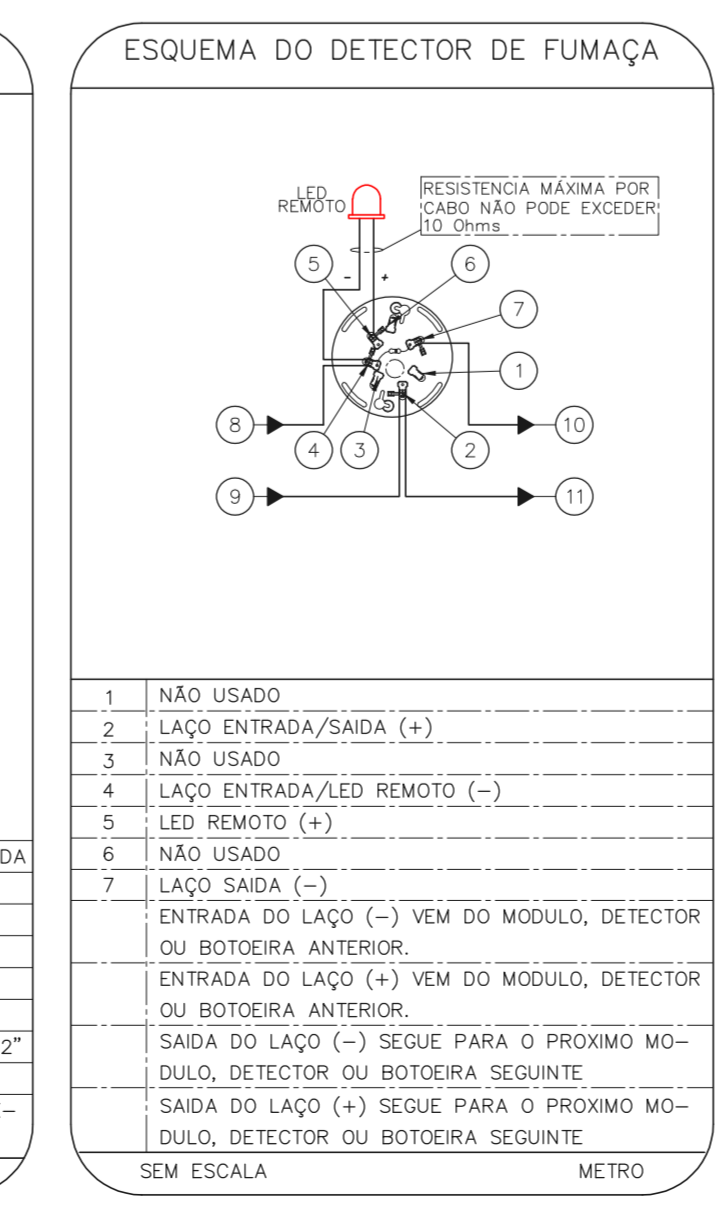 ESQUEMA DO DETECTOR DE FUMAÇA
LED
REMOTO
RESISTENCIA MÁXIMA POR
CABO NÃO PODE EXCEDER
10 Ohms
5
6
- +
7
1
8
10
4
3
2
9
11
1 NÃO USADO
2 LAÇO ENTRADA/SAIDA (+)
3 NÃO USADO
4 LAÇO ENTRADA/LED REMOTO (-)
5 LED REMOTO (+)
6 NÃO USADO
7 LAÇO SAIDA (-)
ENTRADA DO LAÇO (-) VEM DO MODULO, DETECTOR
OU BOTOEIRA ANTERIOR.
ENTRADA DO LAÇO (+) VEM DO MODULO, DETECTOR
OU BOTOEIRA ANTERIOR.
SAIDA DO LAÇO (-) SEGUE PARA O PROXIMO MO-
DULO, DETECTOR OU BOTOEIRA SEGUINTE
SAIDA DO LAÇO (+) SEGUE PARA O PROXIMO MO-
DULO, DETECTOR OU BOTOEIRA SEGUINTE
SEM ESCALA METRO
DA
2"